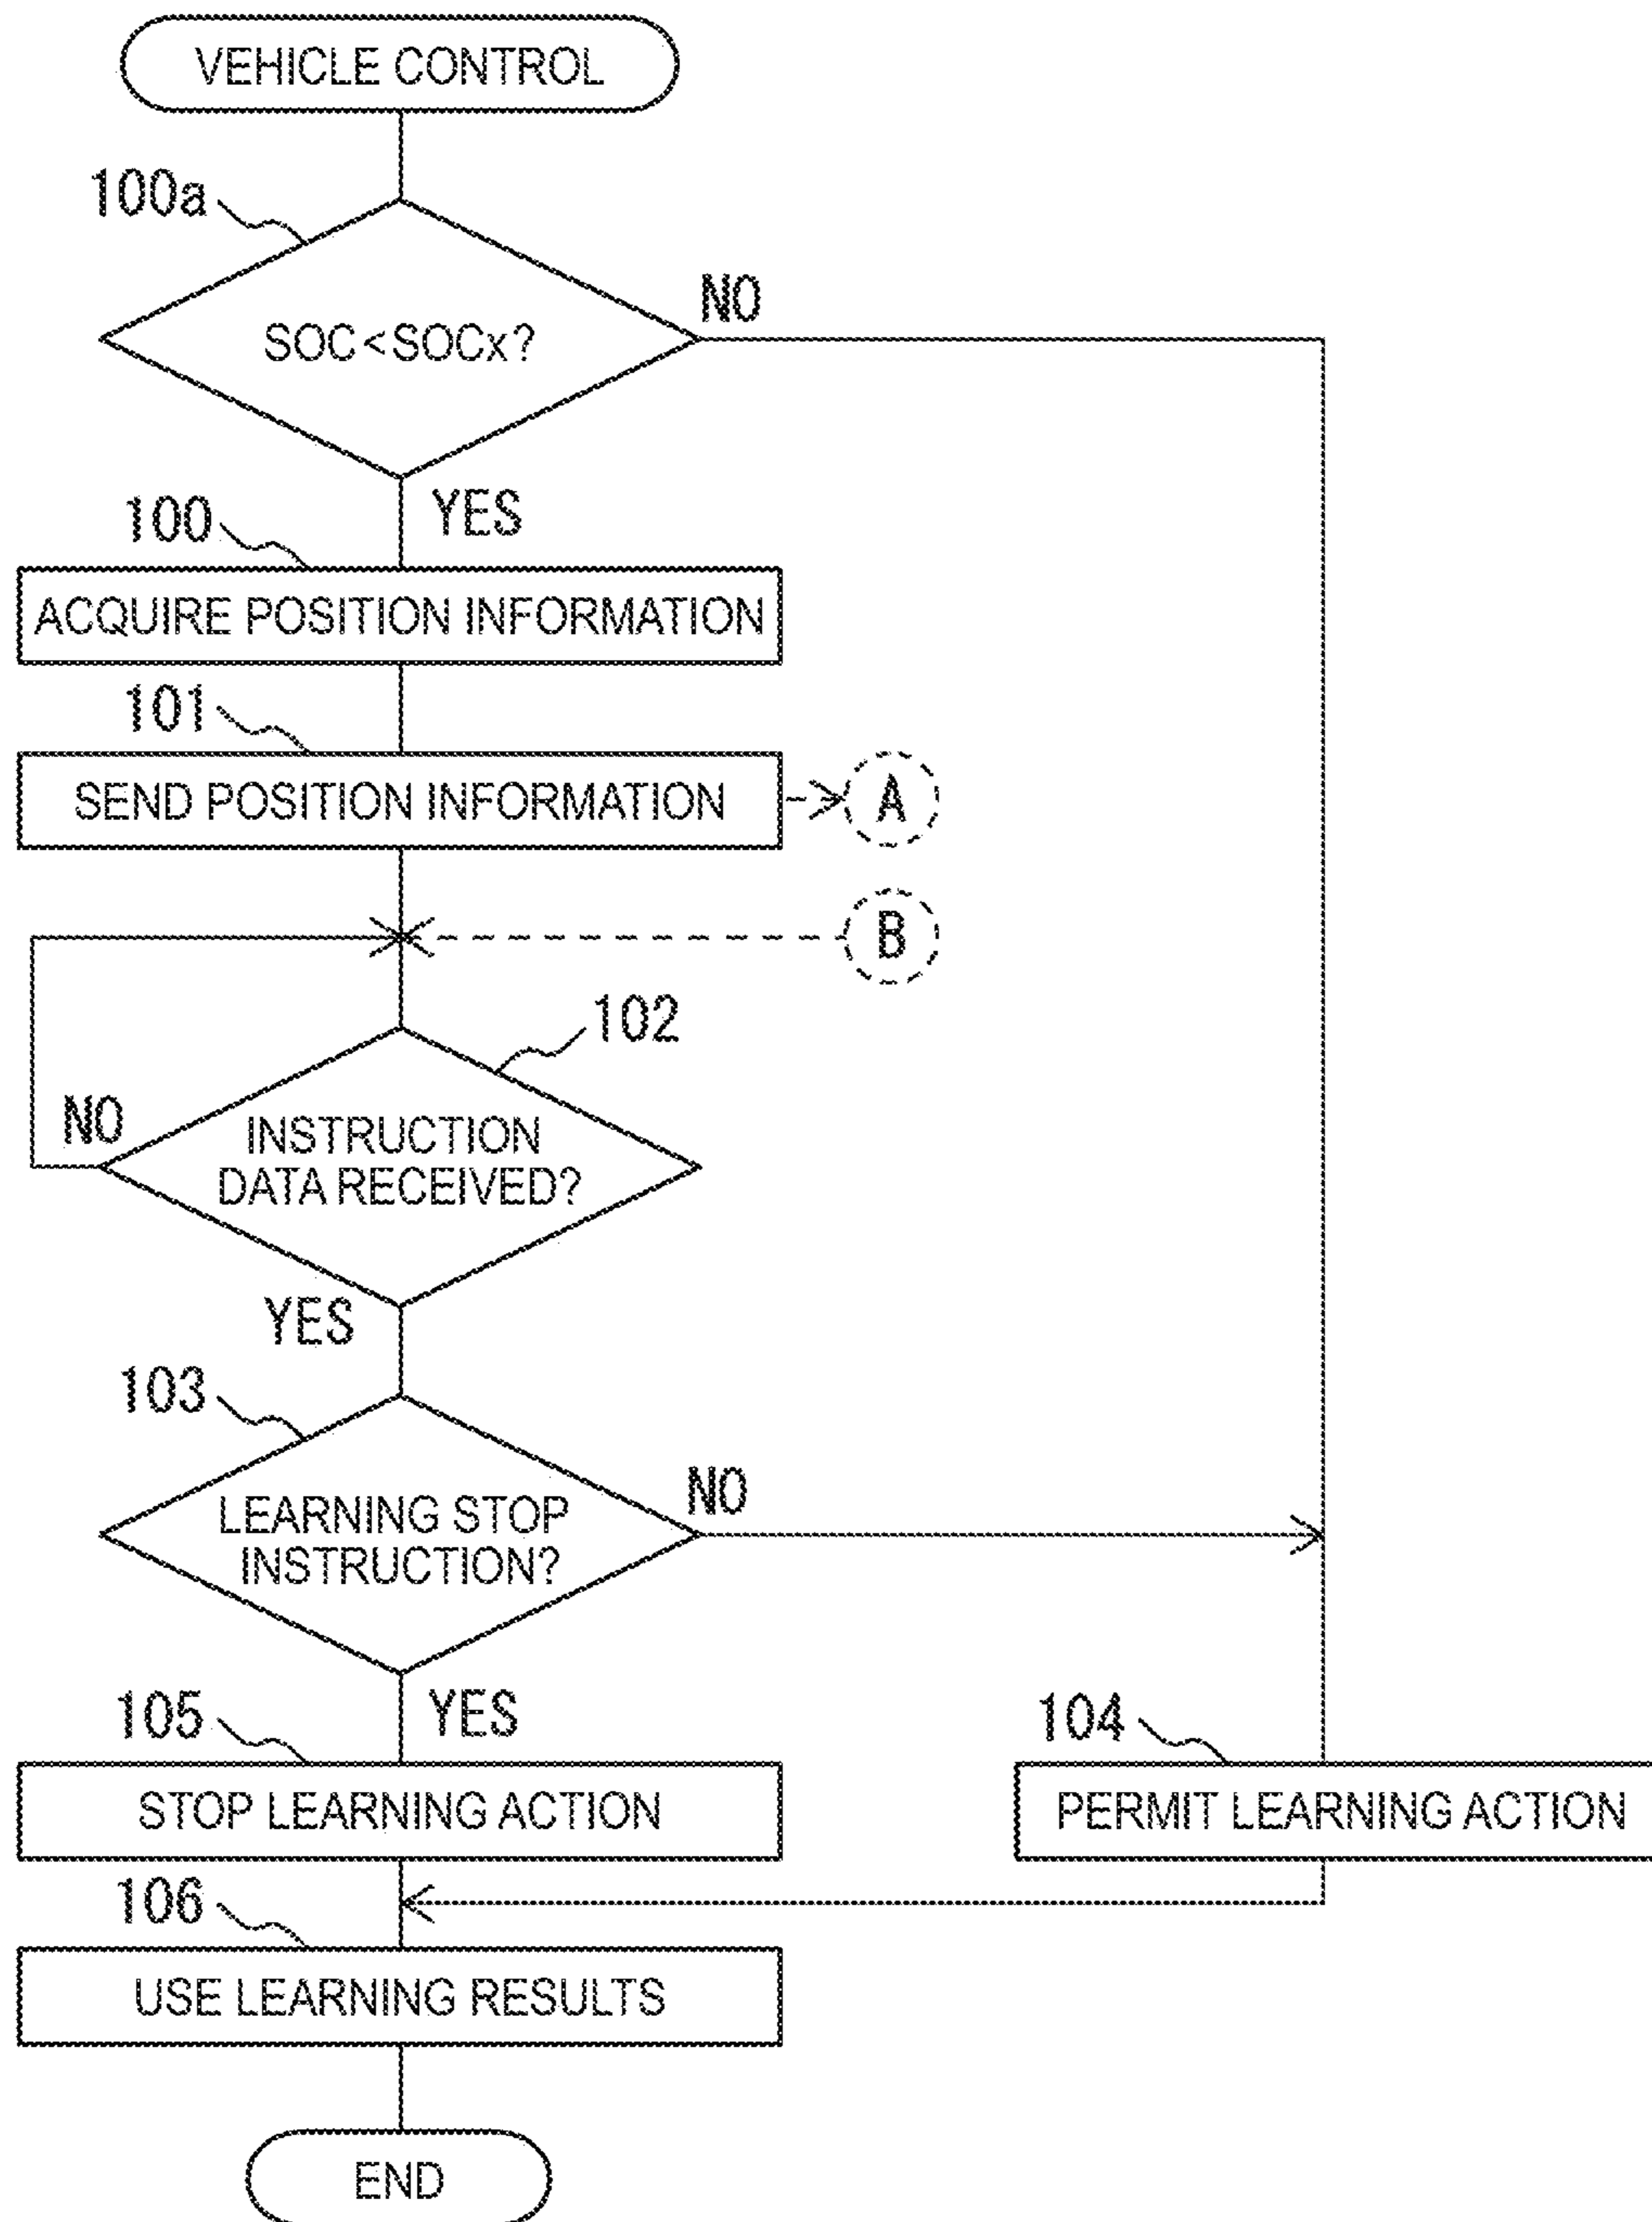 VEHICLE CONTROL
100a
SOC<SOCx?
NO
YES
100
ACQUIRE POSITION INFORMATION
101
SEND POSITION INFORMATION
A
B
102
NO
INSTRUCTION
DATA RECEIVED?
YES
103
LEARNING STOP
INSTRUCTION?
NO
YES
105
STOP LEARNING ACTION
104
PERMIT LEARNING ACTION
106
USE LEARNING RESULTS
END